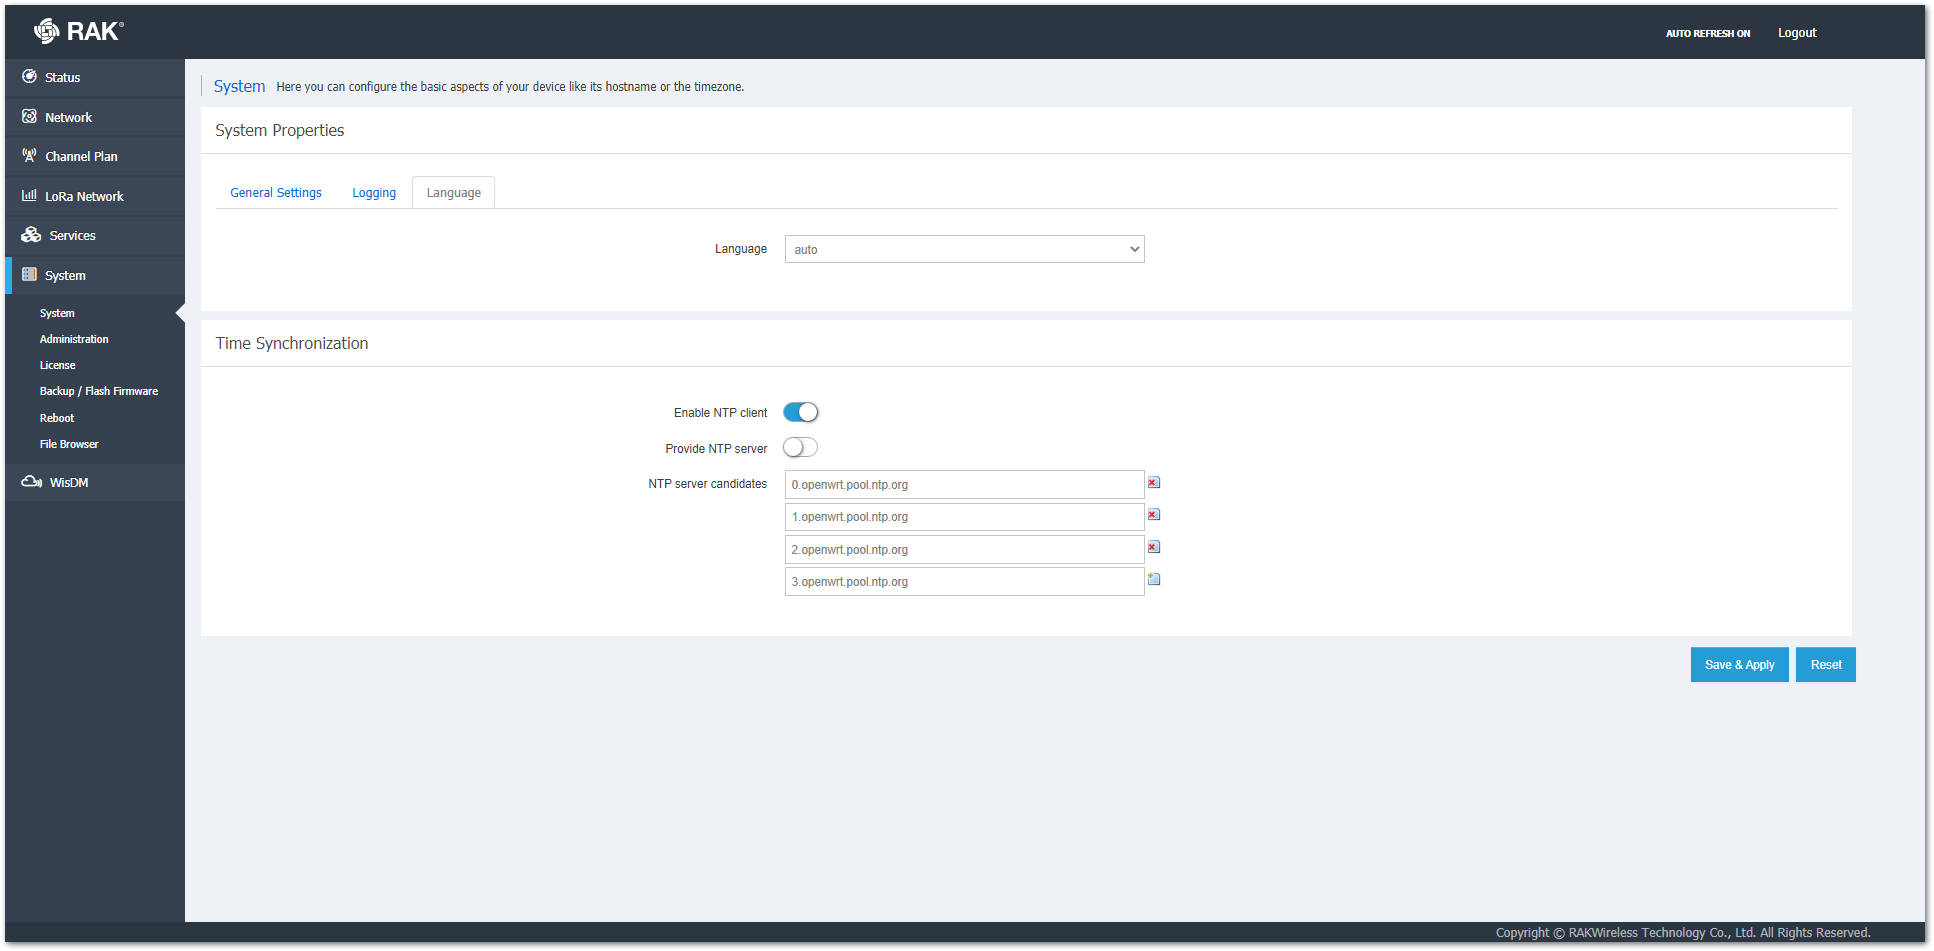 RAK®
AUTO REFRESH ON
Logout
Status
Network
Channel Plan
LoRa Network
Services
System
System
Administration
License
Backup / Flash Firmware
Reboot
File Browser
WisDM
System Here you can configure the basic aspects of your device like its hostname or the timezone.
System Properties
General Settings Logging Language
Language auto
Time Synchronization
Enable NTP client
Provide NTP server
NTP server candidates 0.openwrt.pool.ntp.org
1.openwrt.pool.ntp.org
2.openwrt.pool.ntp.org
3.openwrt.pool.ntp.org
Save & Apply Reset
Copyright © RAKWireless Technology Co., Ltd. All Rights Reserved.